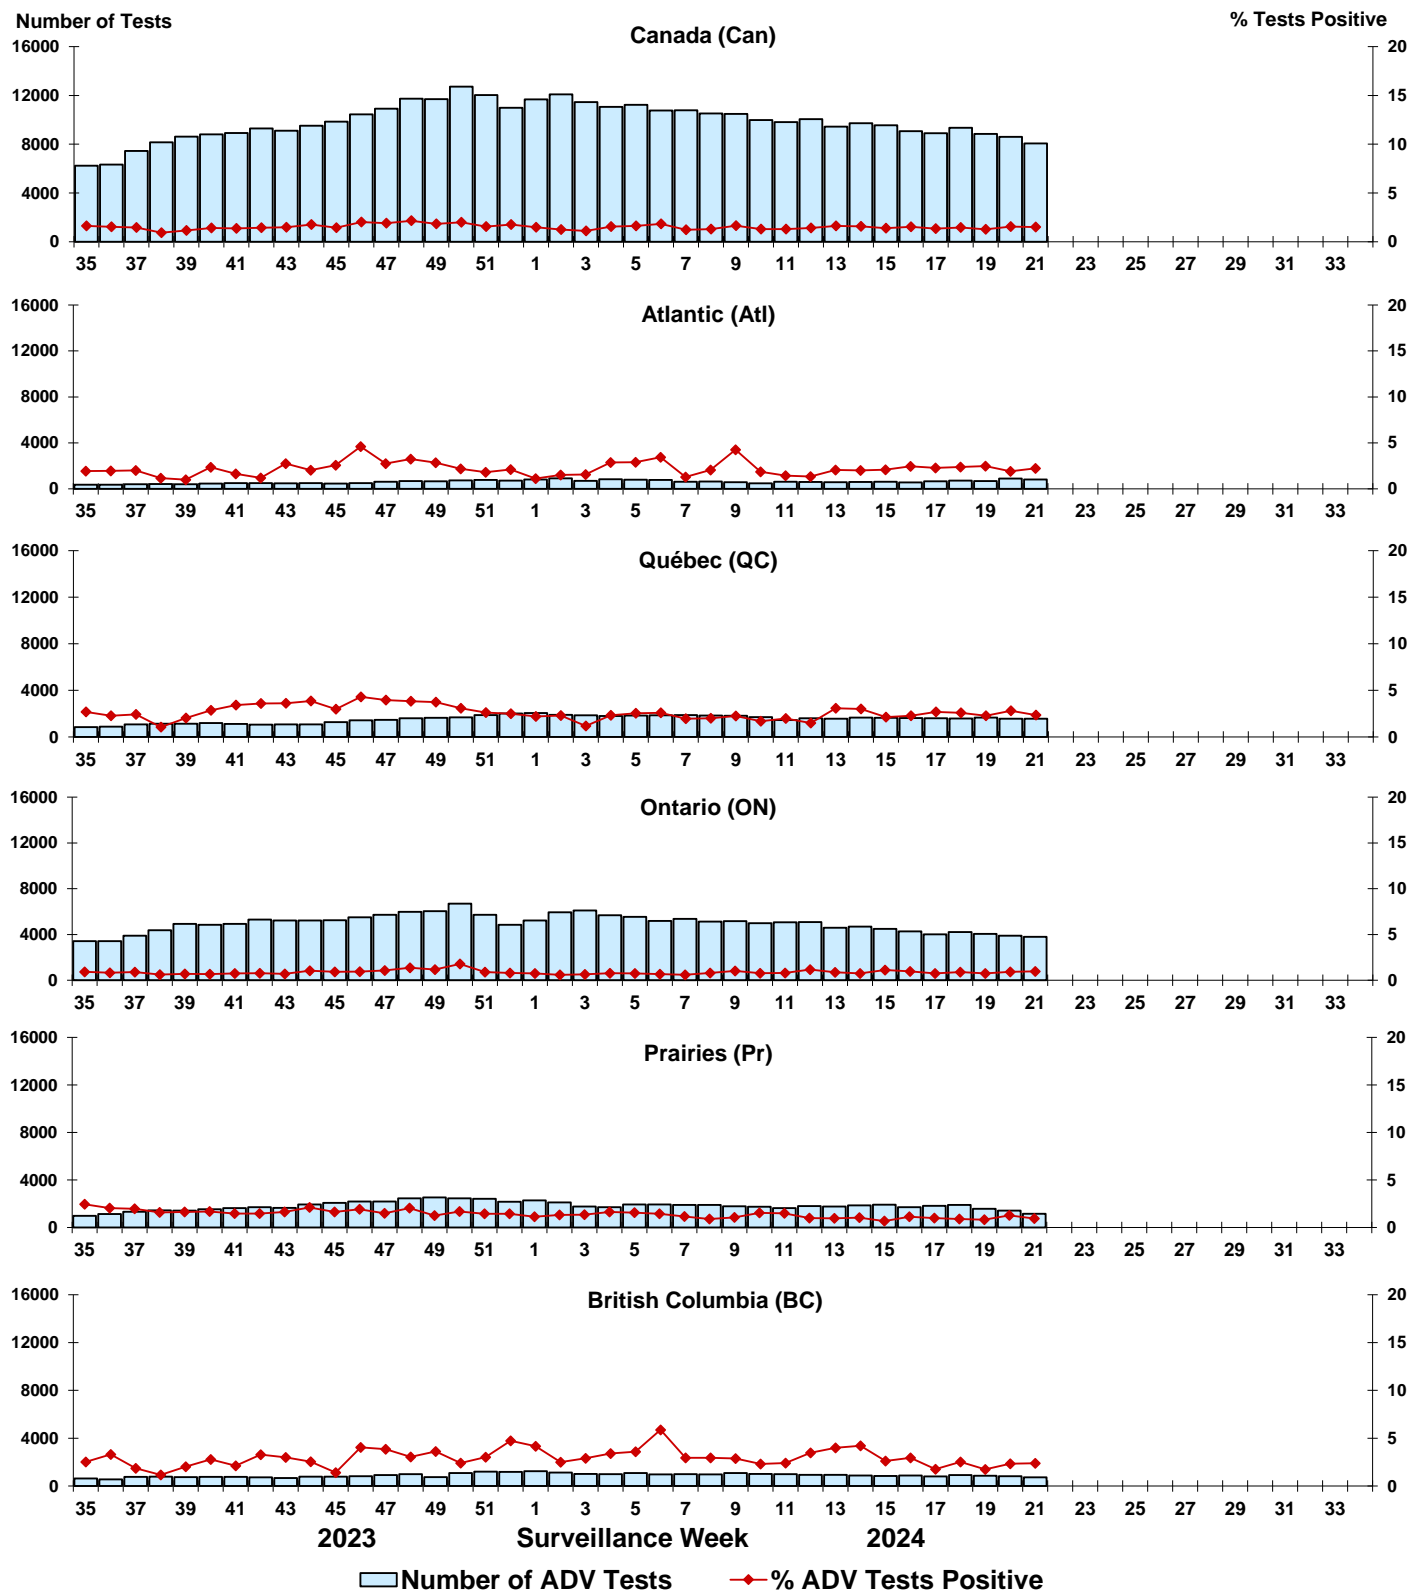 Number of Tests % Tests Positive
Canada (Can)
16000 20
12000 15
8000 10
4000 5
0 0
35 37 39 41 43 45 47 49 51 1 3 5 7 9 11 13 15 17 19 21 23 25 27 29 31 33
Atlantic (Atl)
16000 20
12000 15
8000 10
4000 5
0 0
35 37 39 41 43 45 47 49 51 1 3 5 7 9 11 13 15 17 19 21 23 25 27 29 31 33
Québec (QC)
16000 20
12000 15
8000 10
4000 5
0 0
35 37 39 41 43 45 47 49 51 1 3 5 7 9 11 13 15 17 19 21 23 25 27 29 31 33
Ontario (ON)
16000 20
12000 15
8000 10
4000 5
0 0
35 37 39 41 43 45 47 49 51 1 3 5 7 9 11 13 15 17 19 21 23 25 27 29 31 33
Prairies (Pr)
16000 20
12000 15
8000 10
4000 5
0 0
35 37 39 41 43 45 47 49 51 1 3 5 7 9 11 13 15 17 19 21 23 25 27 29 31 33
British Columbia (BC)
16000 20
12000 15
8000 10
4000 5
0 0
35 37 39 41 43 45 47 49 51 1 3 5 7 9 11 13 15 17 19 21 23 25 27 29 31 33
2023 Surveillance Week 2024
Number of ADV Tests % ADV Tests Positive